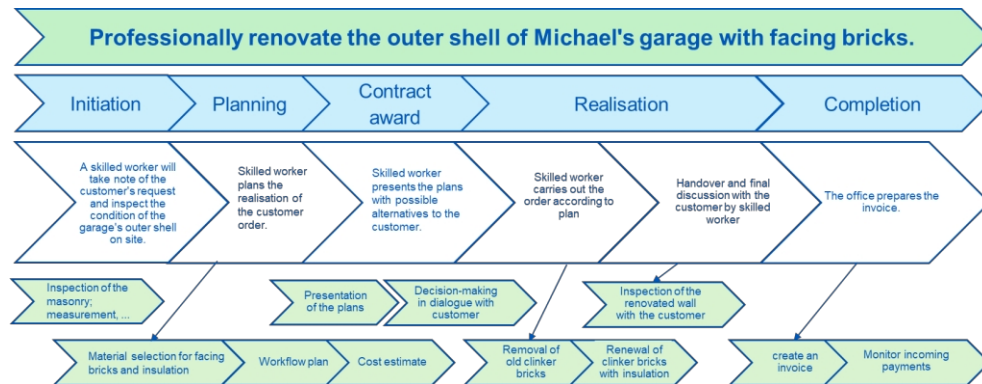 Professionally renovate the outer shell of Michael's garage with facing bricks.
Initiation
Planning
Contract
award
Realisation
Completion
A skilled worker will
take note of the
customer's request
and inspect the
condition of the
garage's outer shell
on site.
Skilled worker
plans the
realisation of
the customer
order.
Skilled worker
presents the plans
with possible
alternatives to the
customer.
Skilled worker
carries out the
order according to
plan
Handover and final
discussion with the
customer by skilled
worker
The office prepares the
invoice.
Inspection of the
masonry;
measurement, ...
Presentation
of the plans
Decision-making
in dialogue with
customer
Inspection of the
renovated wall
with the customer
Material selection for facing
bricks and insulation
Workflow plan
Cost estimate
Removal of
old clinker
bricks
Renewal of
clinker bricks
with insulation
create an
invoice
Monitor incoming
payments